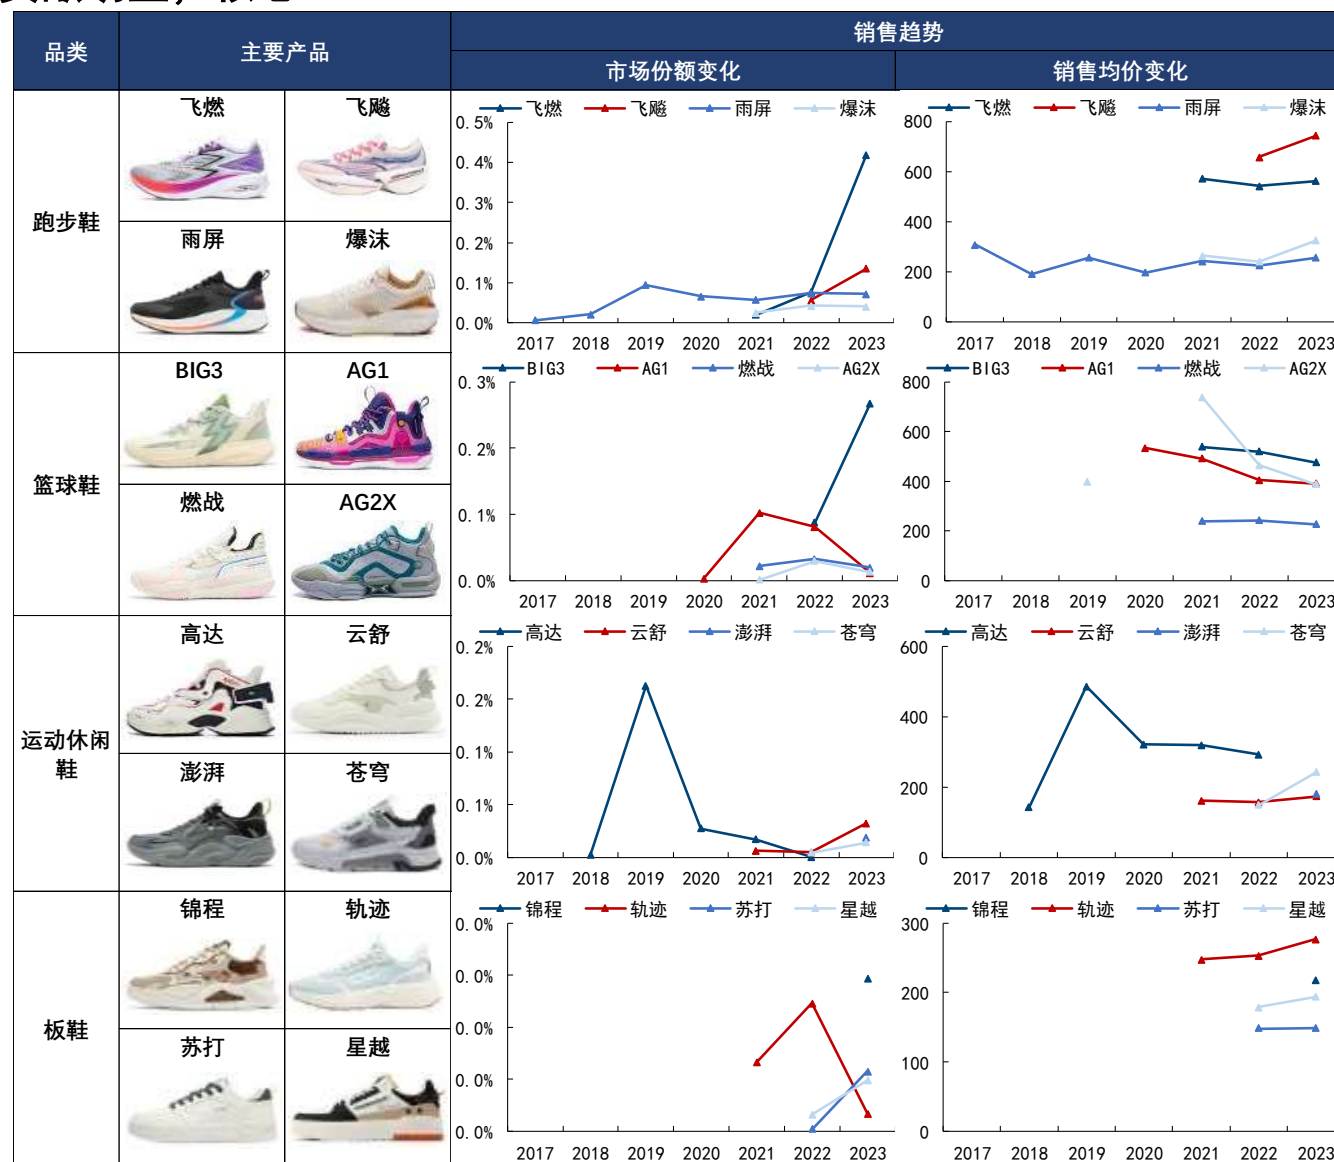 品类
主要产品
销售趋势
市场份额变化
销售均价变化
跑步鞋
飞燃
飞飚
雨屏
爆沫
飞燃 飞飚 雨屏 爆沫
0.5%
0.4%
0.3%
0.2%
0.1%
0.0%
2017 2018 2019 2020 2021 2022 2023
飞燃 飞飚 雨屏 爆沫
800
600
400
200
0
2017 2018 2019 2020 2021 2022 2023
篮球鞋
BIG3
AG1
燃战
AG2X
BIG3 AG1 燃战 AG2X
0.3%
0.2%
0.1%
0.0%
2017 2018 2019 2020 2021 2022 2023
BIG3 AG1 燃战 AG2X
800
600
400
200
0
2017 2018 2019 2020 2021 2022 2023
运动休闲
鞋
高达
云舒
澎湃
苍穹
高达 云舒 澎湃 苍穹
0.2%
0.2%
0.1%
0.1%
0.0%
2017 2018 2019 2020 2021 2022 2023
高达 云舒 澎湃 苍穹
600
400
200
0
2017 2018 2019 2020 2021 2022 2023
板鞋
锦程
轨迹
苏打
星越
锦程 轨迹 苏打 星越
0.0%
0.0%
0.0%
0.0%
0.0%
2017 2018 2019 2020 2021 2022 2023
锦程 轨迹 苏打 星越
300
200
100
0
2017 2018 2019 2020 2021 2022 2023